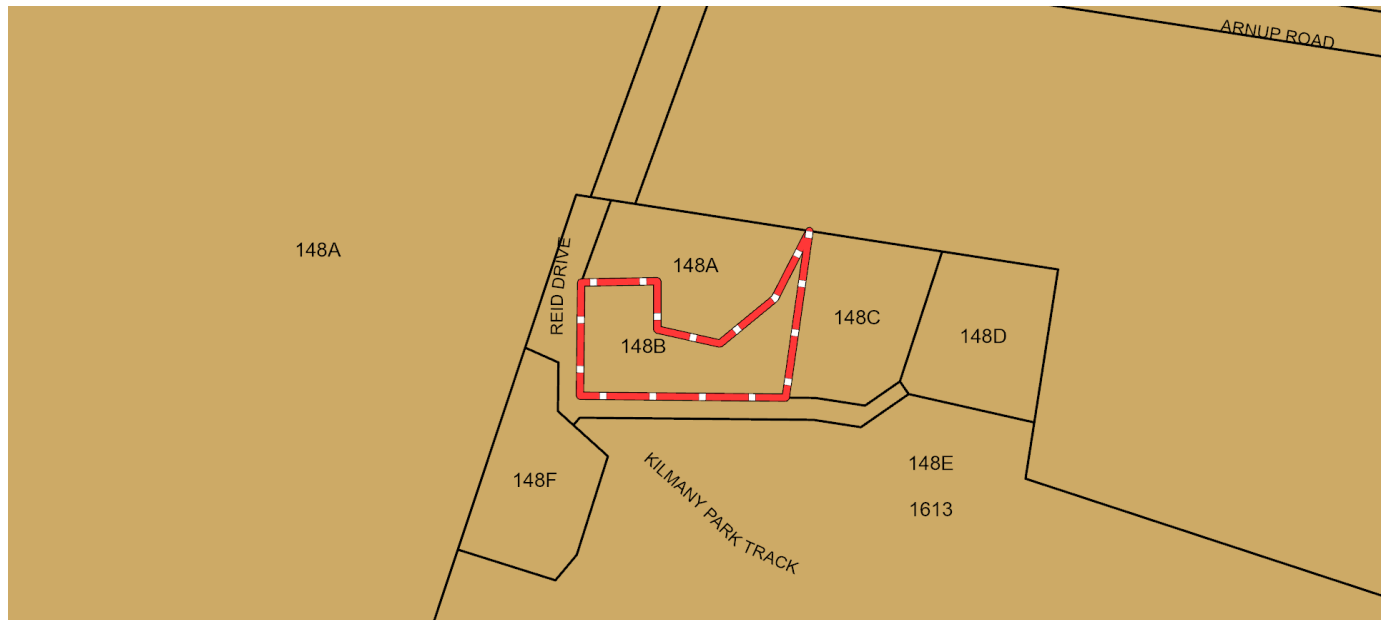 ARNUP ROAD
148A
REID DRIVE
148A
148B
148C
148D
148E
148F
1613
KILMANY PARK TRACK